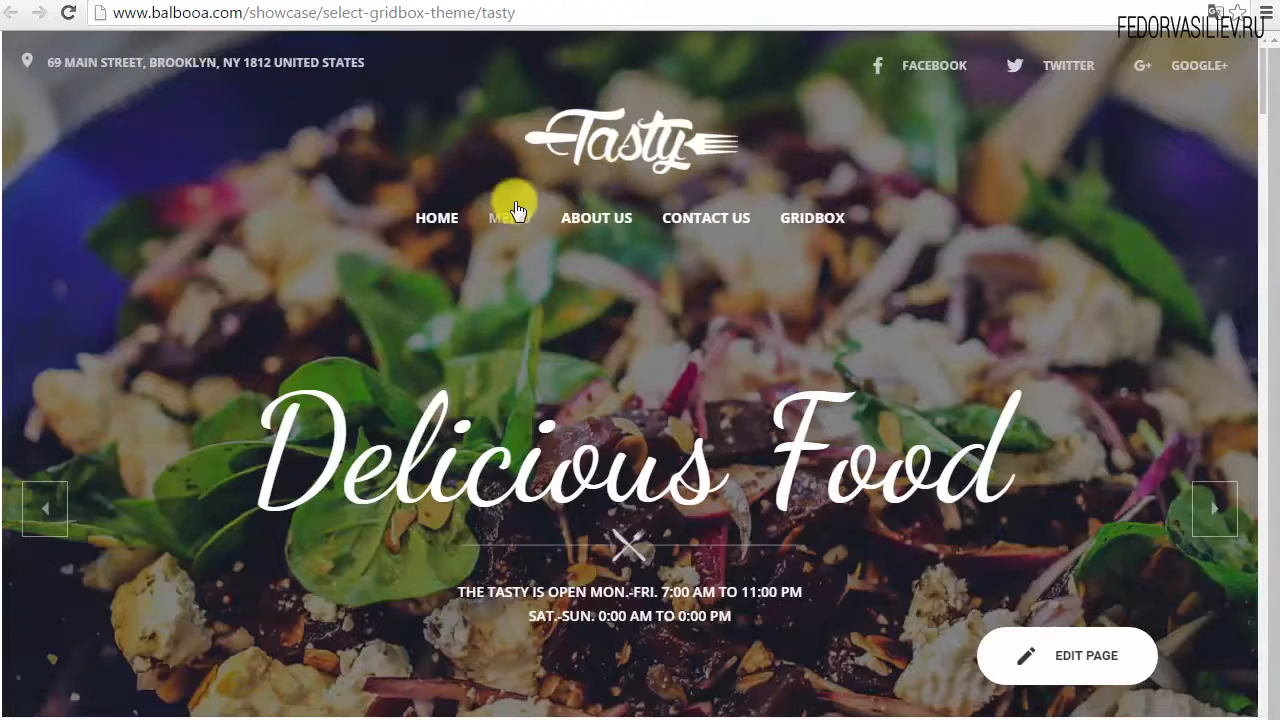 www.balbooa.com/showcase/select-gridbox-theme/tasty
FEDORVASILIEV.RU
69 MAIN STREET, BROOKLYN, NY 1812 UNITED STATES
FACEBOOK
TWITTER
GOOGLE+
Tasty
HOME
ABOUT US
CONTACT US
GRIDBOX
Delicious Food
THE TASTY IS OPEN MON.-FRI. 7:00 AM TO 11:00 PM
SAT.-SUN. 0:00 AM TO 0:00 PM
EDIT PAGE